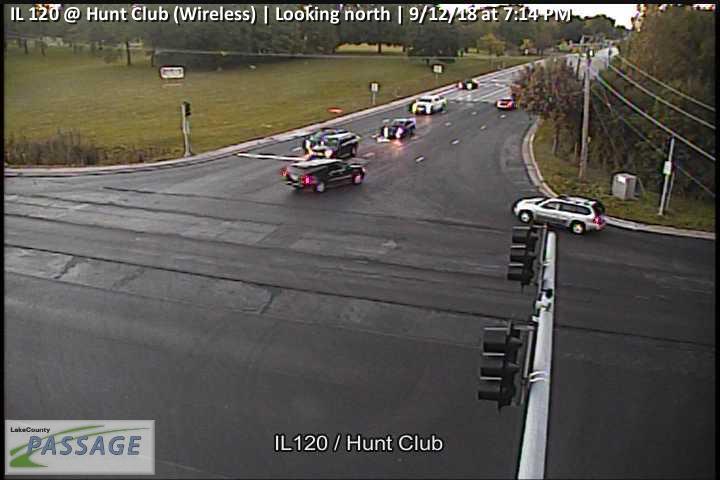 IL 120 @ Hunt Club (Wireless) | Looking north | 9/12/18 at 7:14 PM
IL120 / Hunt Club
LakeCounty
PASSAGE